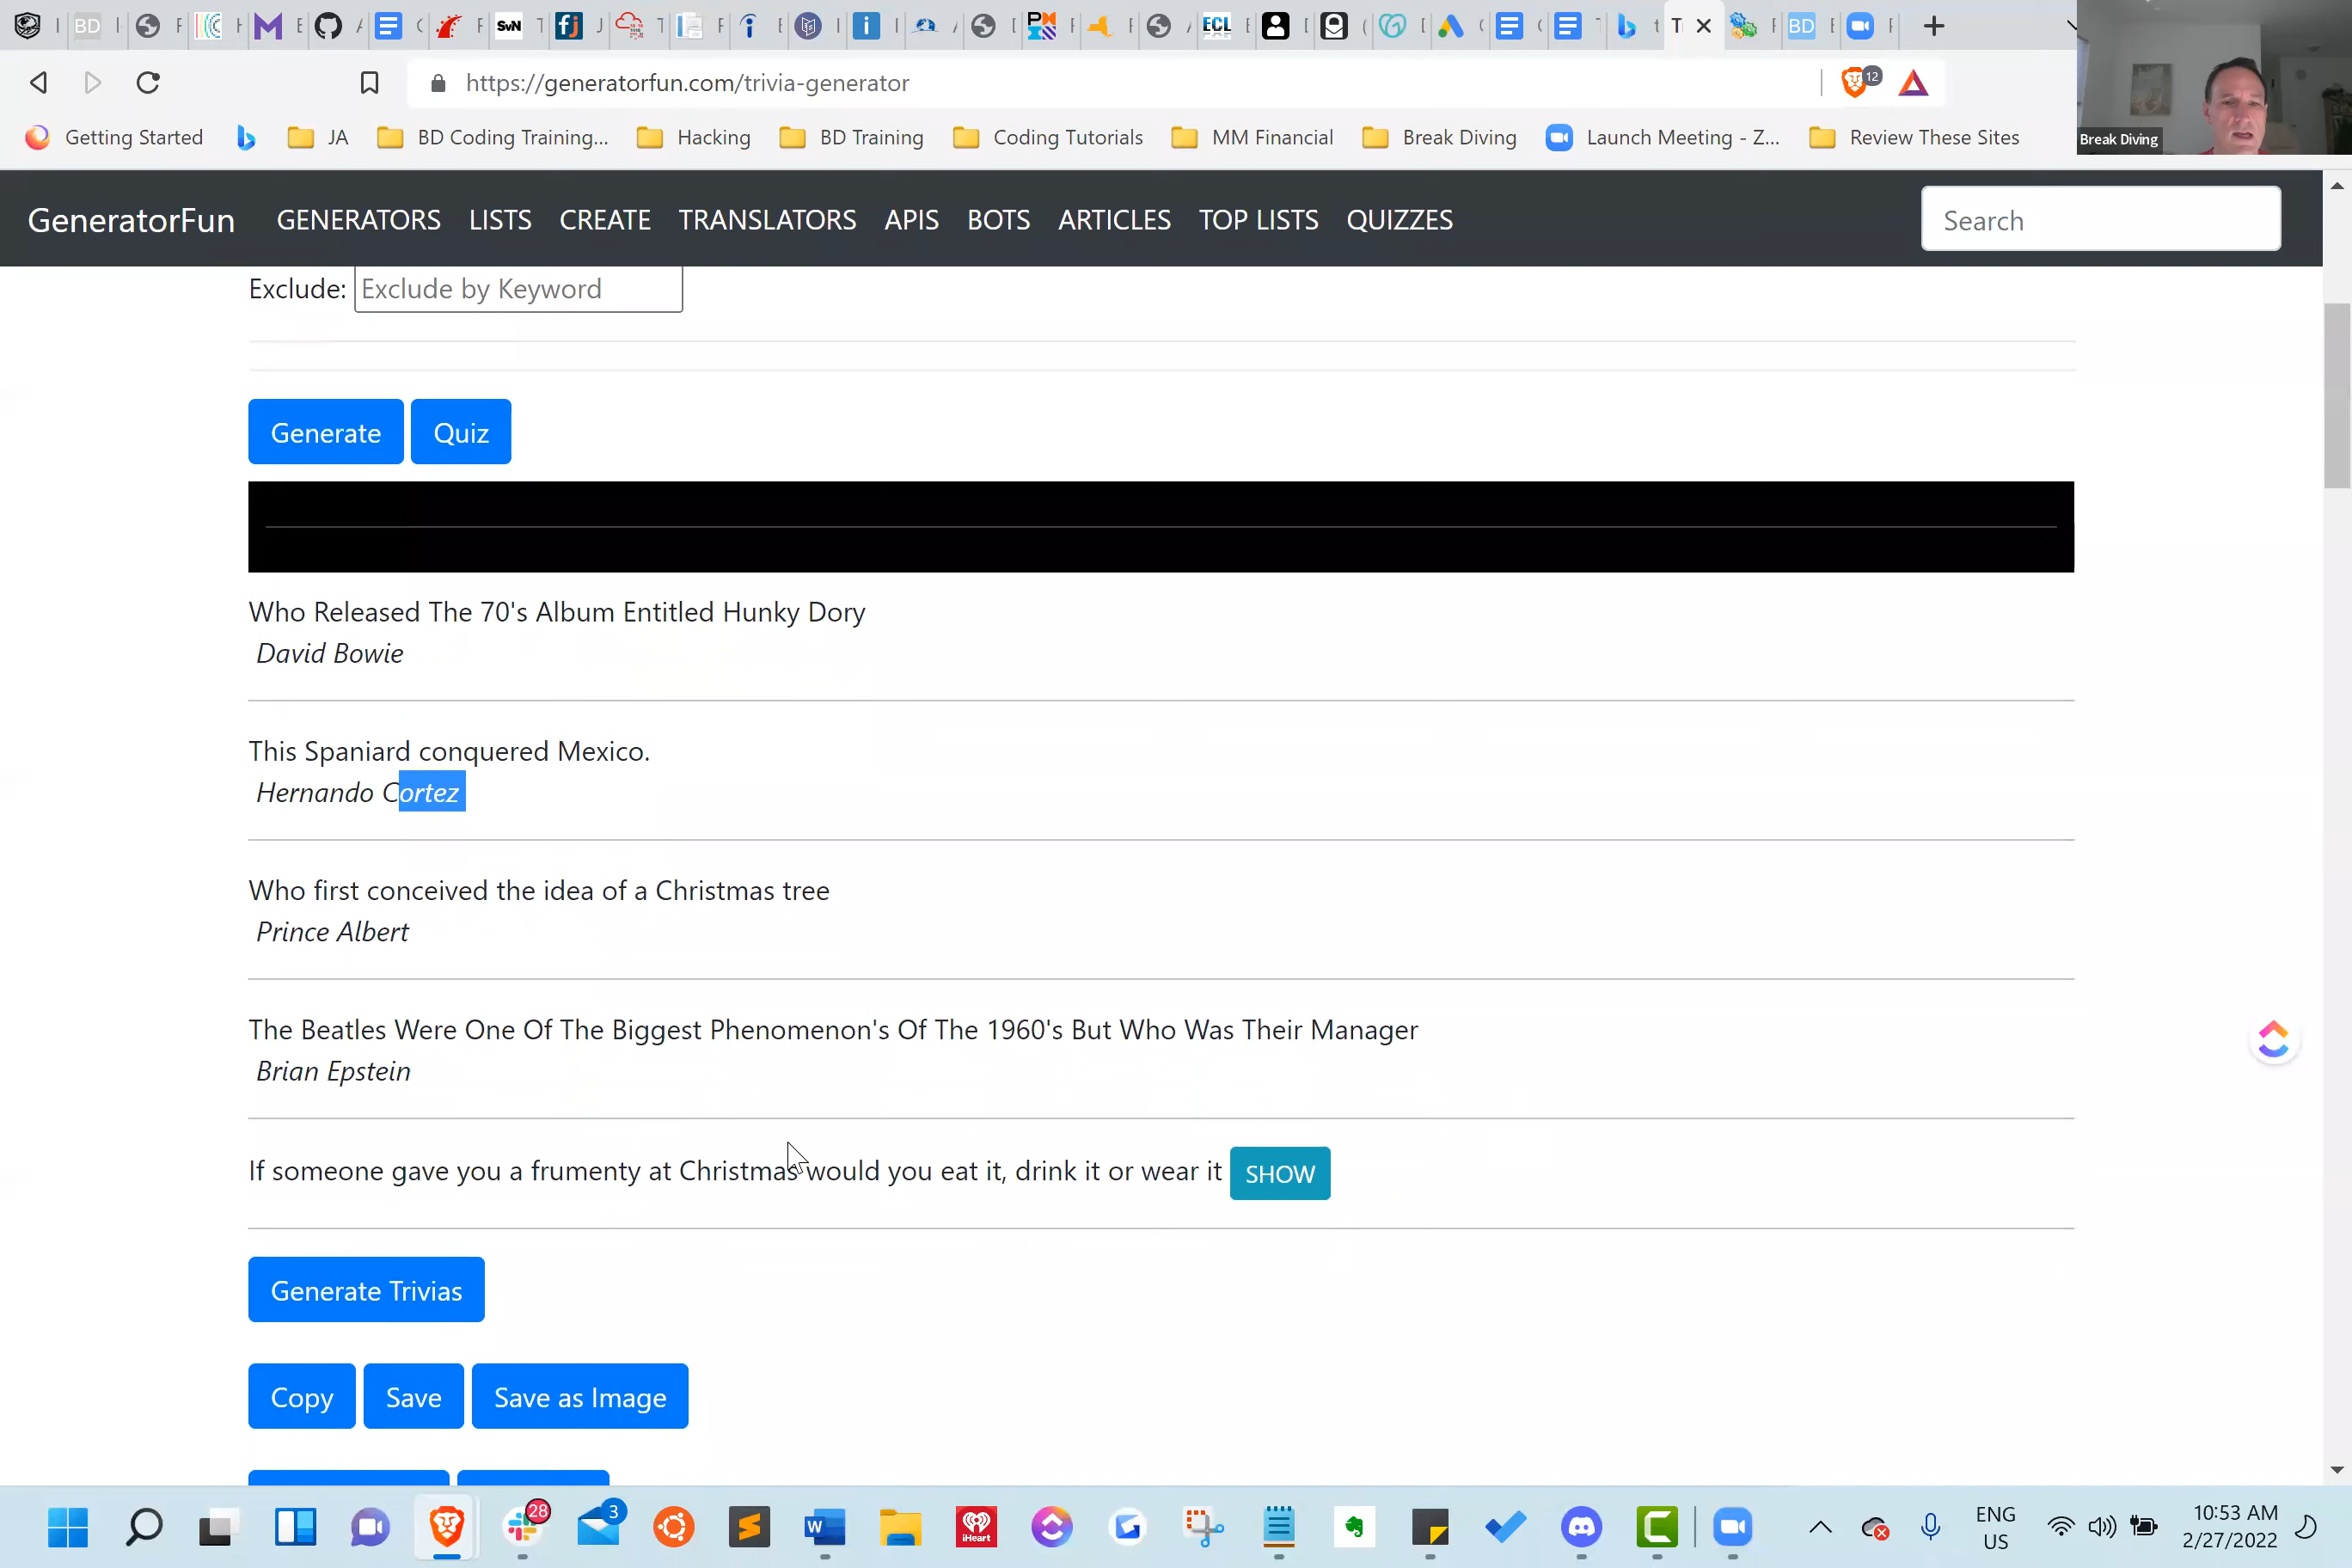 https://generatorfun.com/trivia-generator
12
Getting Started
JA
BD Coding Training...
Hacking
BD Training
Coding Tutorials
MM Financial
Break Diving
Launch Meeting - Z...
Review These Sites
Break Diving
GeneratorFun
GENERATORS
LISTS
CREATE
TRANSLATORS
APIS
BOTS
ARTICLES
TOP LISTS
QUIZZES
Search
Exclude: Exclude by Keyword
Generate
Quiz
Who Released The 70's Album Entitled Hunky Dory
David Bowie
This Spaniard conquered Mexico.
Hernando Cortez
Who first conceived the idea of a Christmas tree
Prince Albert
The Beatles Were One Of The Biggest Phenomenon's Of The 1960's But Who Was Their Manager
Brian Epstein
If someone gave you a frumenty at Christmas would you eat it, drink it or wear it SHOW
Generate Trivias
Copy
Save
Save as Image
28
3
iHeart
ENG
US
10:53 AM
2/27/2022